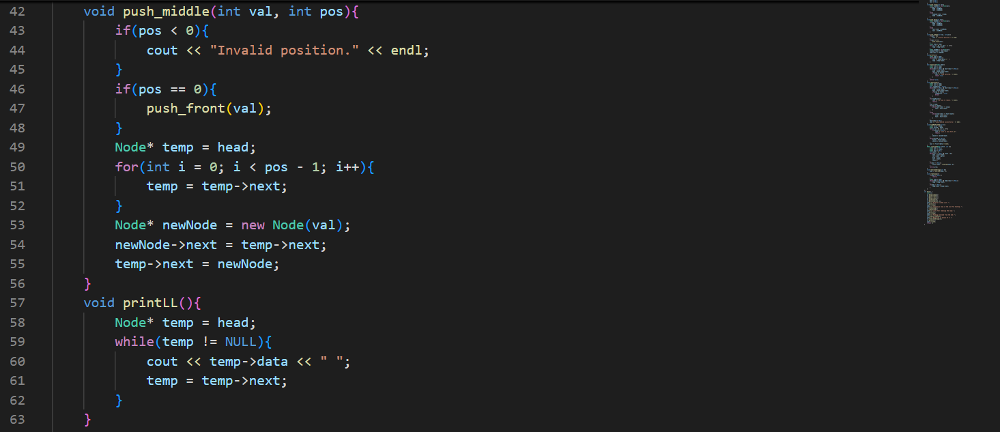 42 void push_middle(int val, int pos){
43 if(pos < 0){
44 cout << "Invalid position." << endl;
45 }
46 if(pos == 0){
47 push_front(val);
48 }
49 Node* temp = head;
50 for(int i = 0; i < pos - 1; i++){
51 temp = temp->next;
52 }
53 Node* newNode = new Node(val);
54 newNode->next = temp->next;
55 temp->next = newNode;
56 }
57 void printLL(){
58 Node* temp = head;
59 while(temp != NULL){
60 cout << temp->data << " ";
61 temp = temp->next;
62 }
63 }